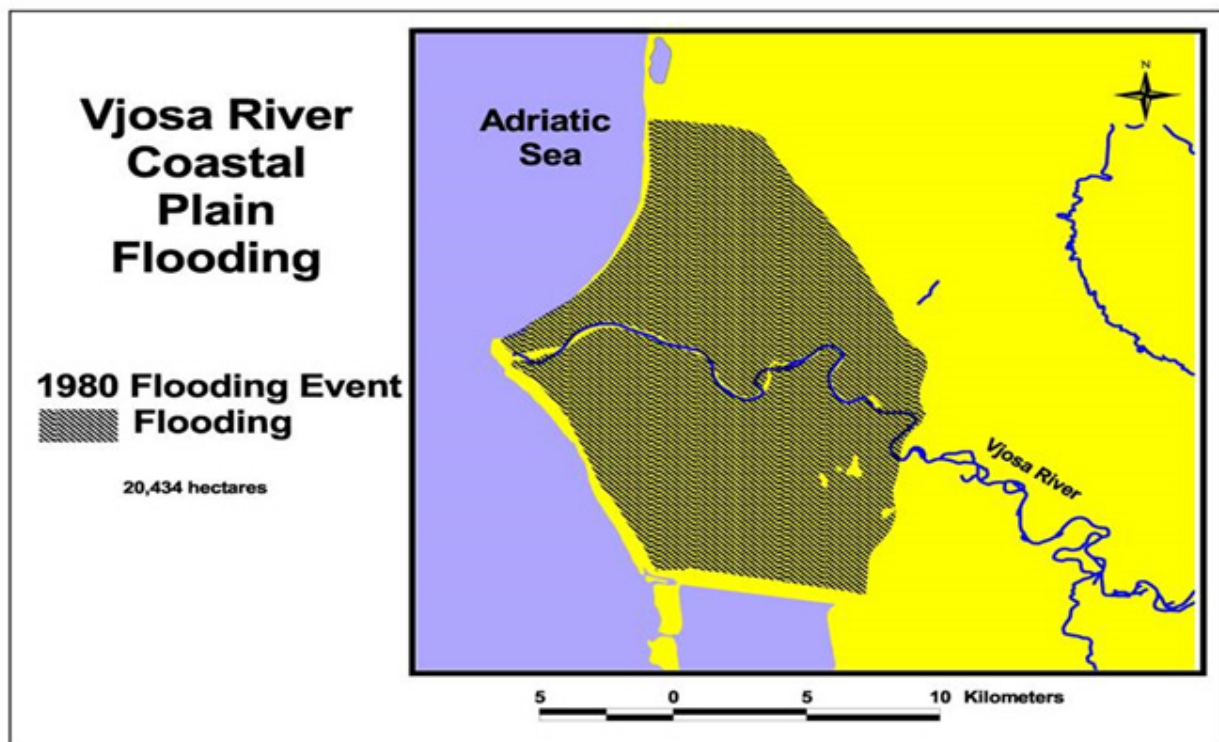 Vjosa River
Coastal
Plain
Flooding
1980 Flooding Event
Flooding
20,434 hectares
Adriatic
Sea
N
Vjosa River
5 0 5 10 Kilometers